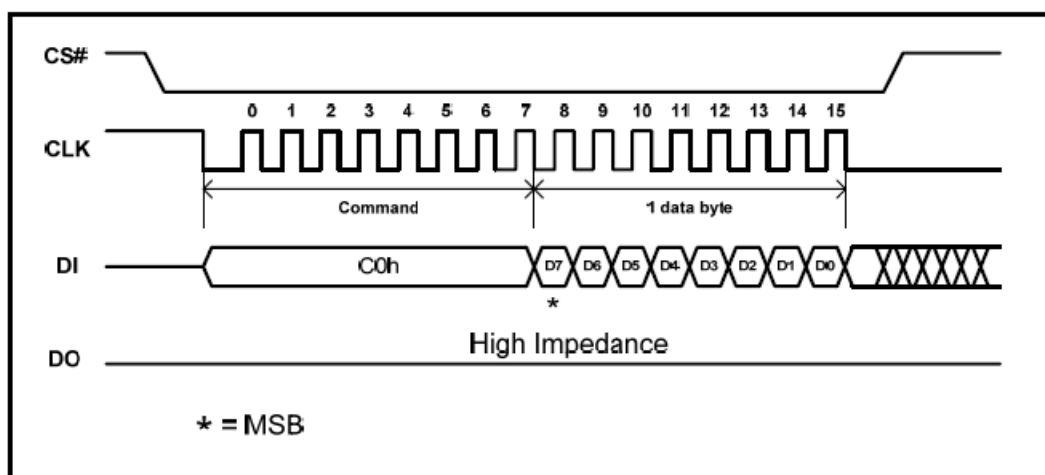 CS#
0 1 2 3 4 5 6 7 8 9 10 11 12 13 14 15
CLK
Command 1 data byte
DI C0h D7 D6 D5 D4 D3 D2 D1 D0
*
High Impedance
DO
* = MSB